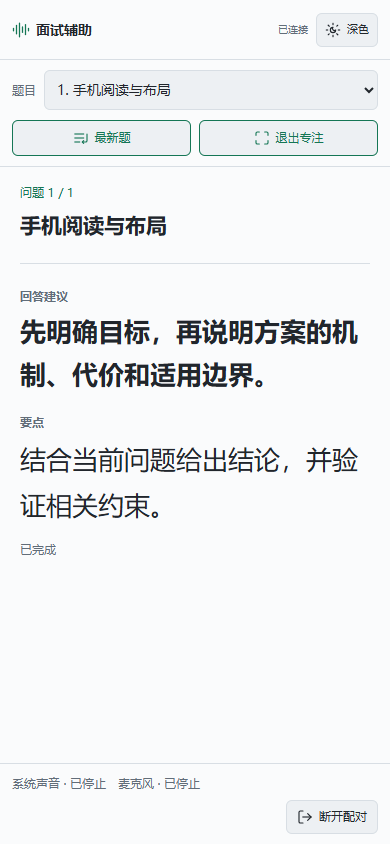 面试辅助
已连接
深色
题目
1. 手机阅读与布局
最新题
退出专注
问题 1 / 1
手机阅读与布局
回答建议
先明确目标，再说明方案的机
制、代价和适用边界。
要点
结合当前问题给出结论，并验
证相关约束。
已完成
系统声音 · 已停止
麦克风 · 已停止
断开配对